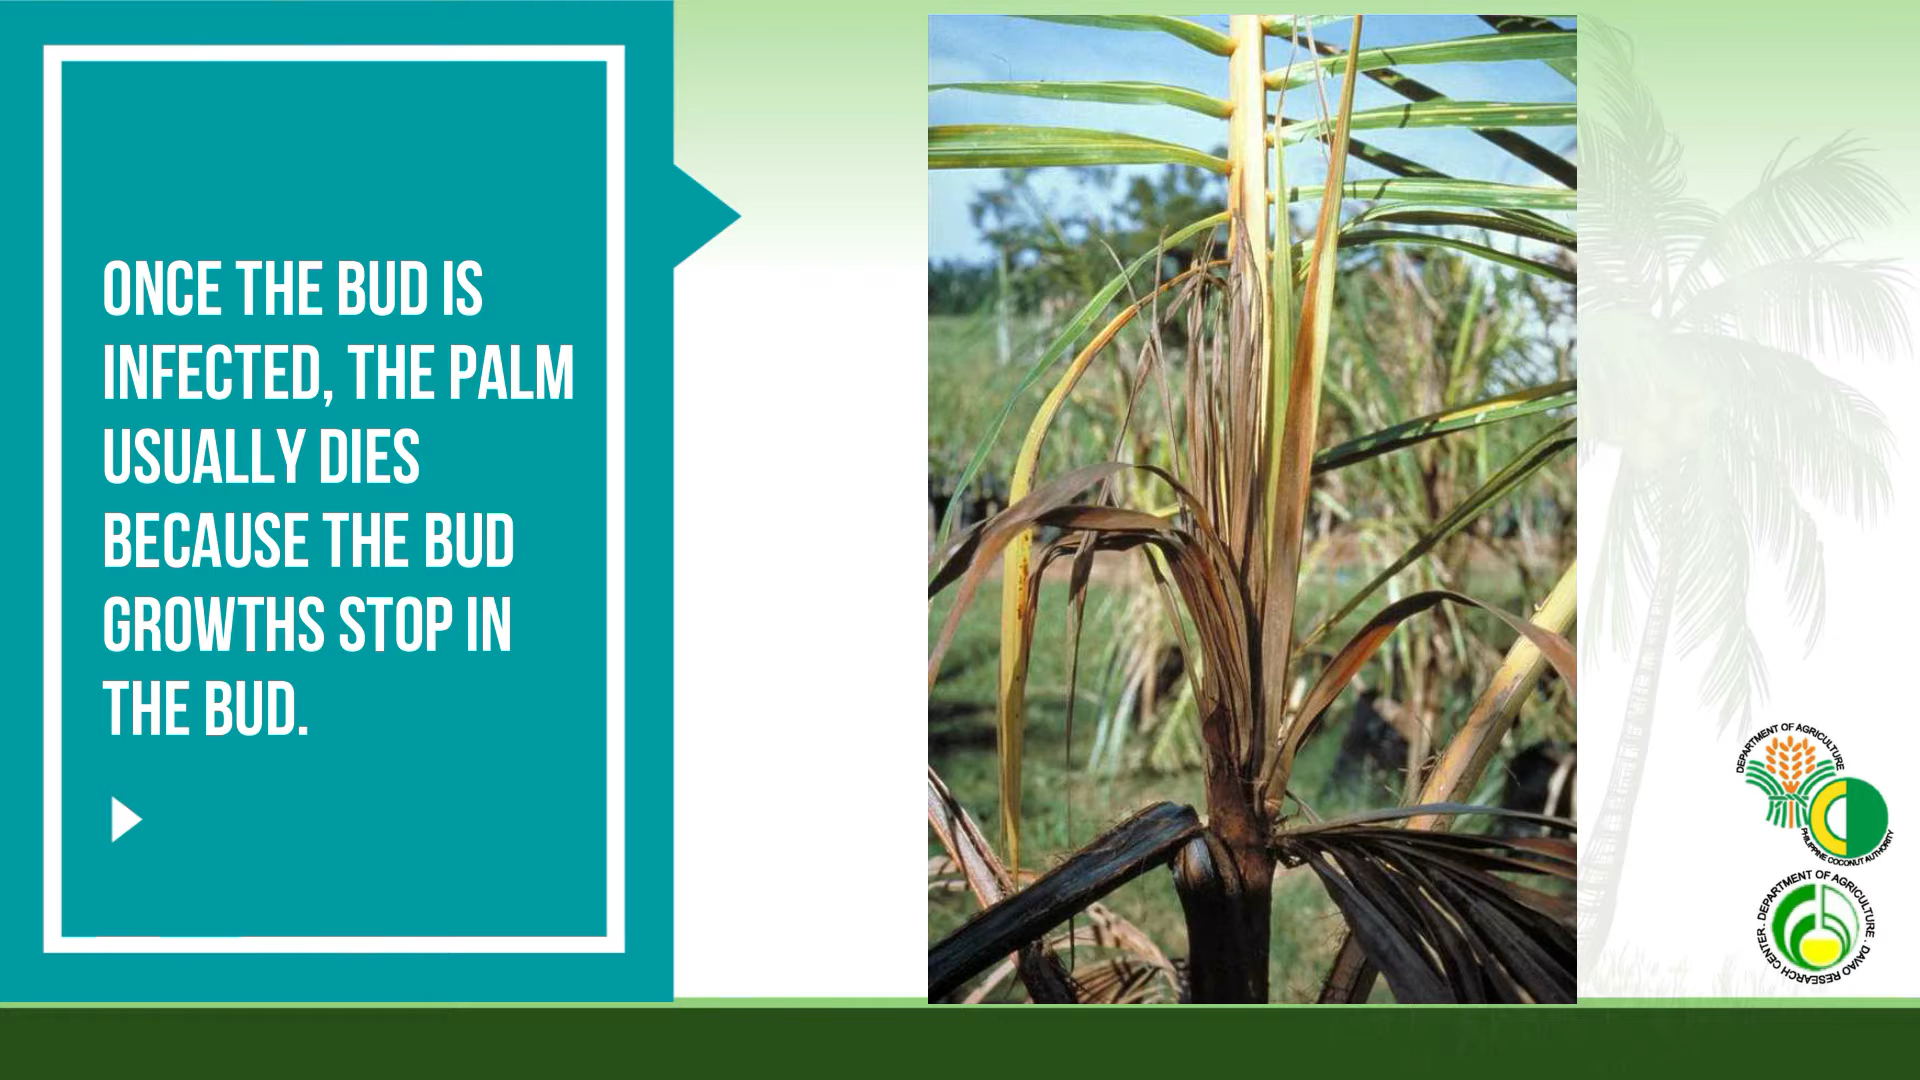 ONCE THE BUD IS
INFECTED, THE PALM
USUALLY DIES
BECAUSE THE BUD
GROWTHS STOP IN
THE BUD.
DEPARTMENT OF AGRICULTURE
PHILIPPINE COCONUT AUTHORITY
DEPARTMENT OF AGRICULTURE . DAVAO RESEARCH CENTER.